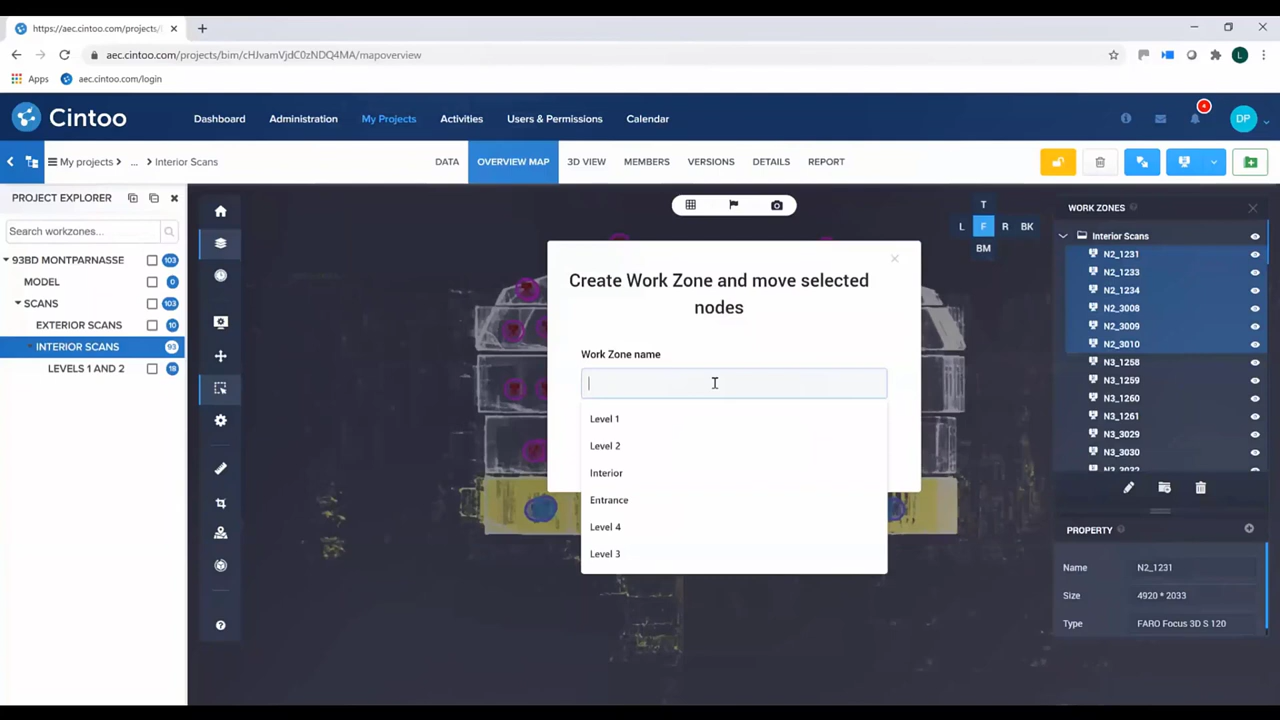 https://aec.cintoo.com/projects/
aec.cintoo.com/projects/bim/cHJvamVjdC0zNDQ4MA/mapoverview
L
Apps
aec.cintoo.com/login
Cintoo
Dashboard
Administration
My Projects
Activities
Users & Permissions
Calendar
4
DP
My projects
...
Interior Scans
DATA
OVERVIEW MAP
3D VIEW
MEMBERS
VERSIONS
DETAILS
REPORT
PROJECT EXPLORER
Search workzones...
93BD MONTPARNASSE 103
MODEL 0
SCANS 103
EXTERIOR SCANS 10
INTERIOR SCANS 93
LEVELS 1 AND 2 18
T
L F R BK
BM
Create Work Zone and move selected
nodes
Work Zone name
Level 1
Level 2
Interior
Entrance
Level 4
Level 3
WORK ZONES
Interior Scans
N2_1231
N2_1233
N2_1234
N2_3008
N2_3009
N2_3010
N3_1258
N3_1259
N3_1260
N3_1261
N3_3029
N3_3030
N3_3032
PROPERTY
Name N2_1231
Size 4920 * 2033
Type FARO Focus 3D S 120